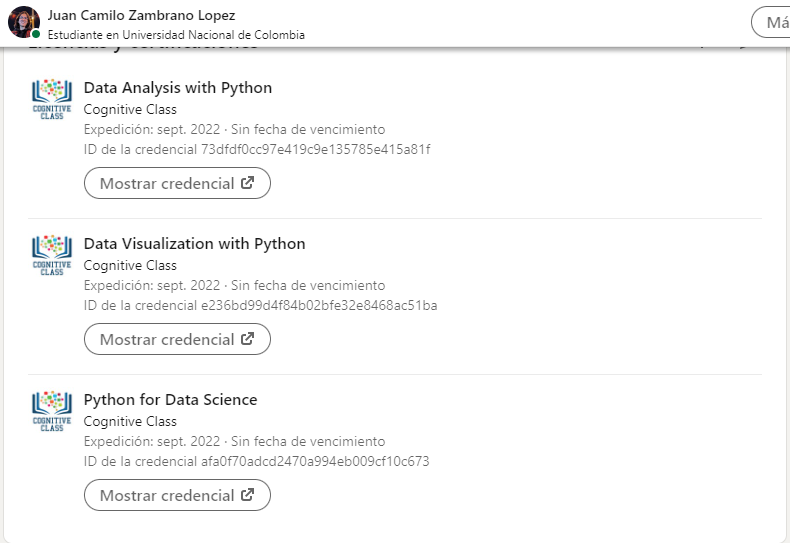 Juan Camilo Zambrano Lopez
Estudiante en Universidad Nacional de Colombia
Má
Licencias y certificaciones
Data Analysis with Python
COGNITIVE CLASS
Cognitive Class
Expedición: sept. 2022 · Sin fecha de vencimiento
ID de la credencial 73dfdf0cc97e419c9e135785e415a81f
Mostrar credencial
Data Visualization with Python
COGNITIVE CLASS
Cognitive Class
Expedición: sept. 2022 · Sin fecha de vencimiento
ID de la credencial e236bd99d4f84b02bfe32e8468ac51ba
Mostrar credencial
Python for Data Science
COGNITIVE CLASS
Cognitive Class
Expedición: sept. 2022 · Sin fecha de vencimiento
ID de la credencial afa0f70adcd2470a994eb009cf10c673
Mostrar credencial